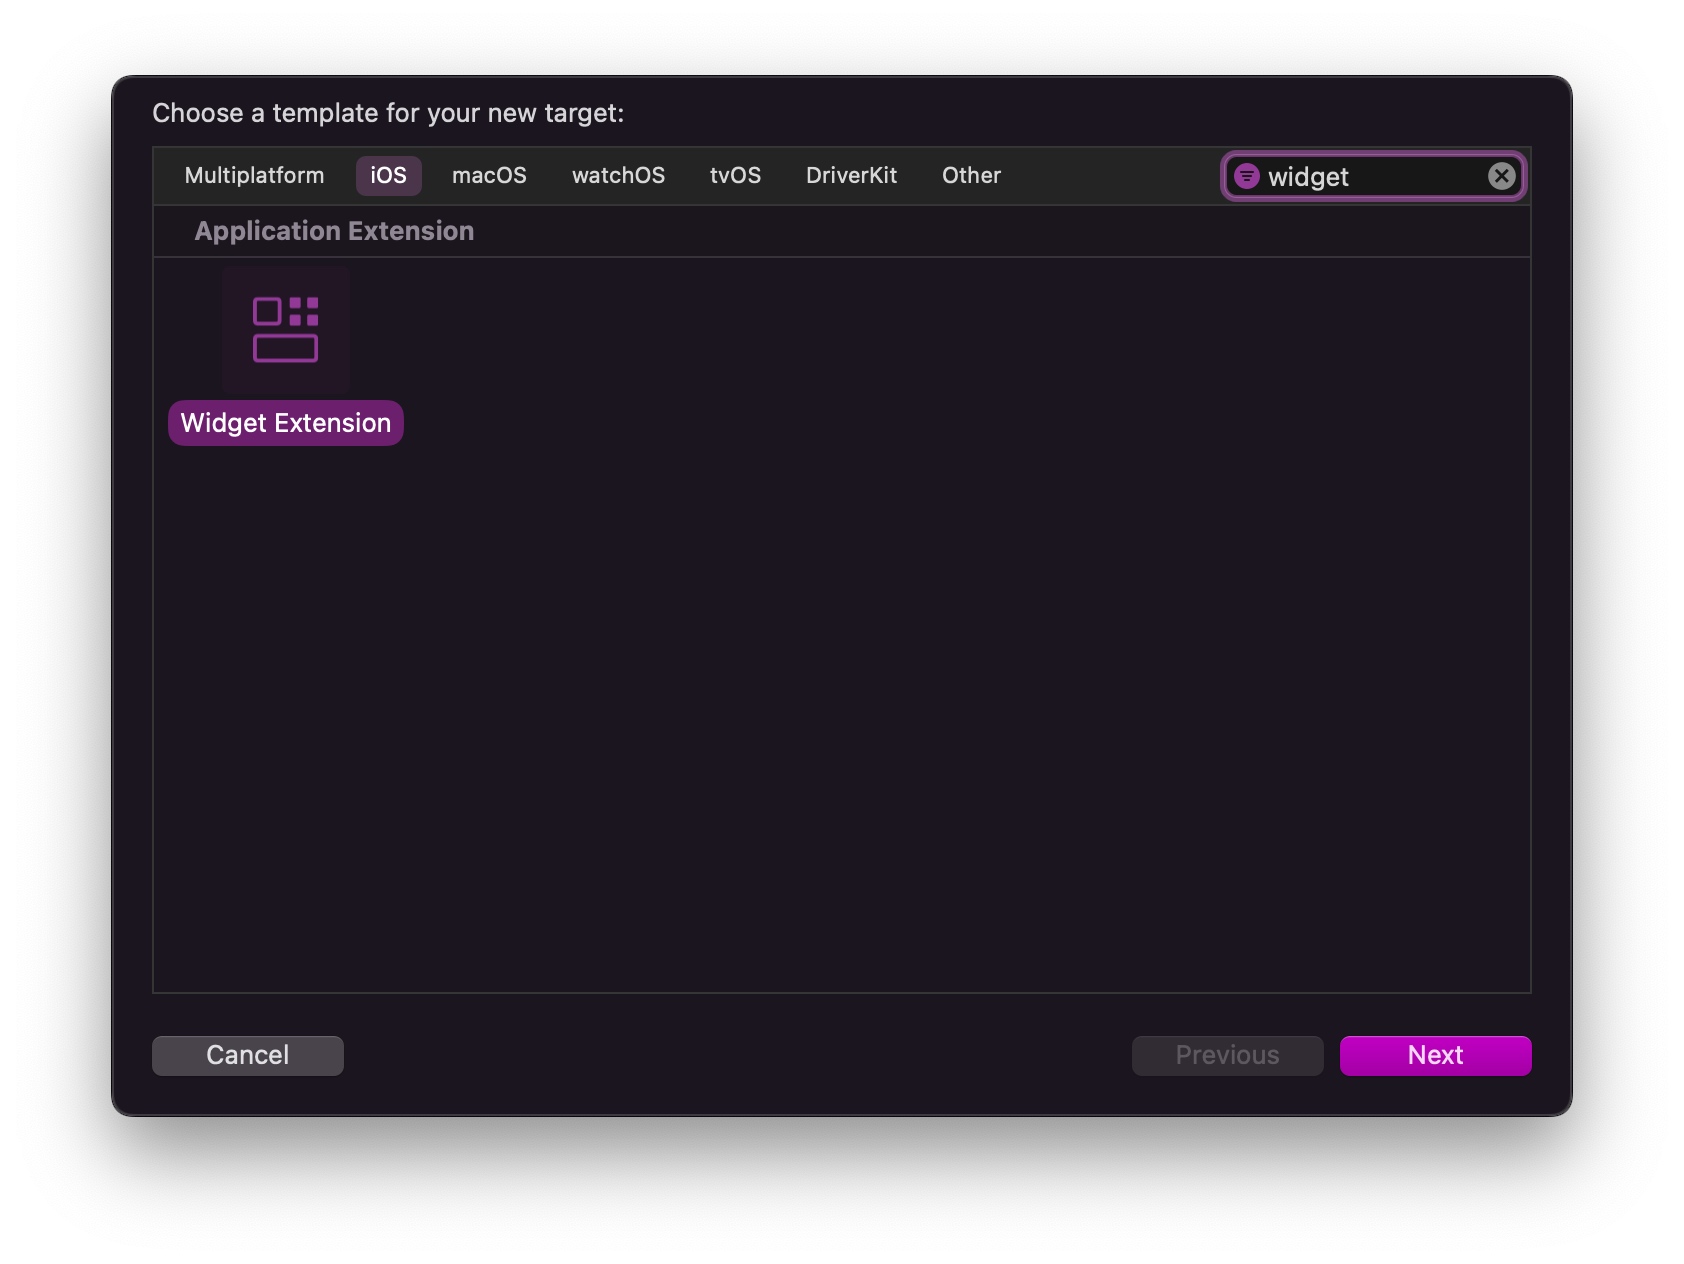 Choose a template for your new target:
Multiplatform iOS macOS watchOS tvOS DriverKit Other widget
Application Extension
Widget Extension
Cancel Previous Next